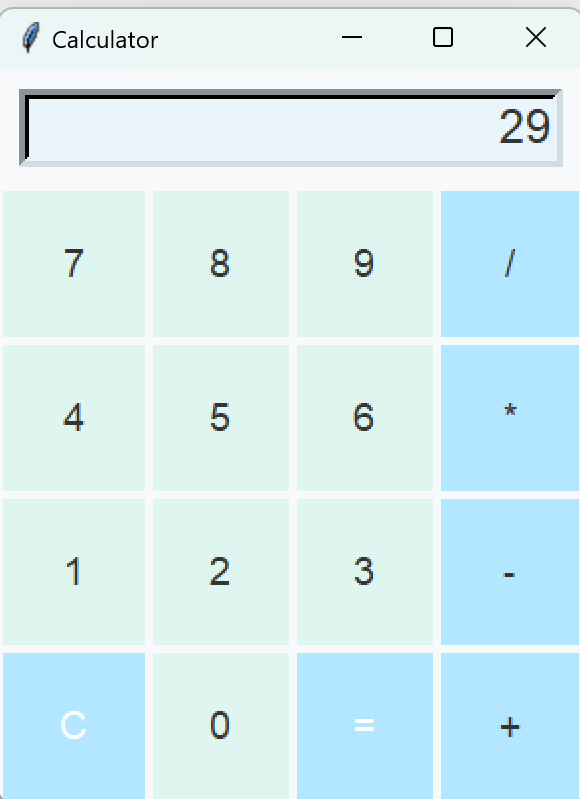 Calculator
29
7 8 9 /
4 5 6 *
1 2 3 -
C 0 = +